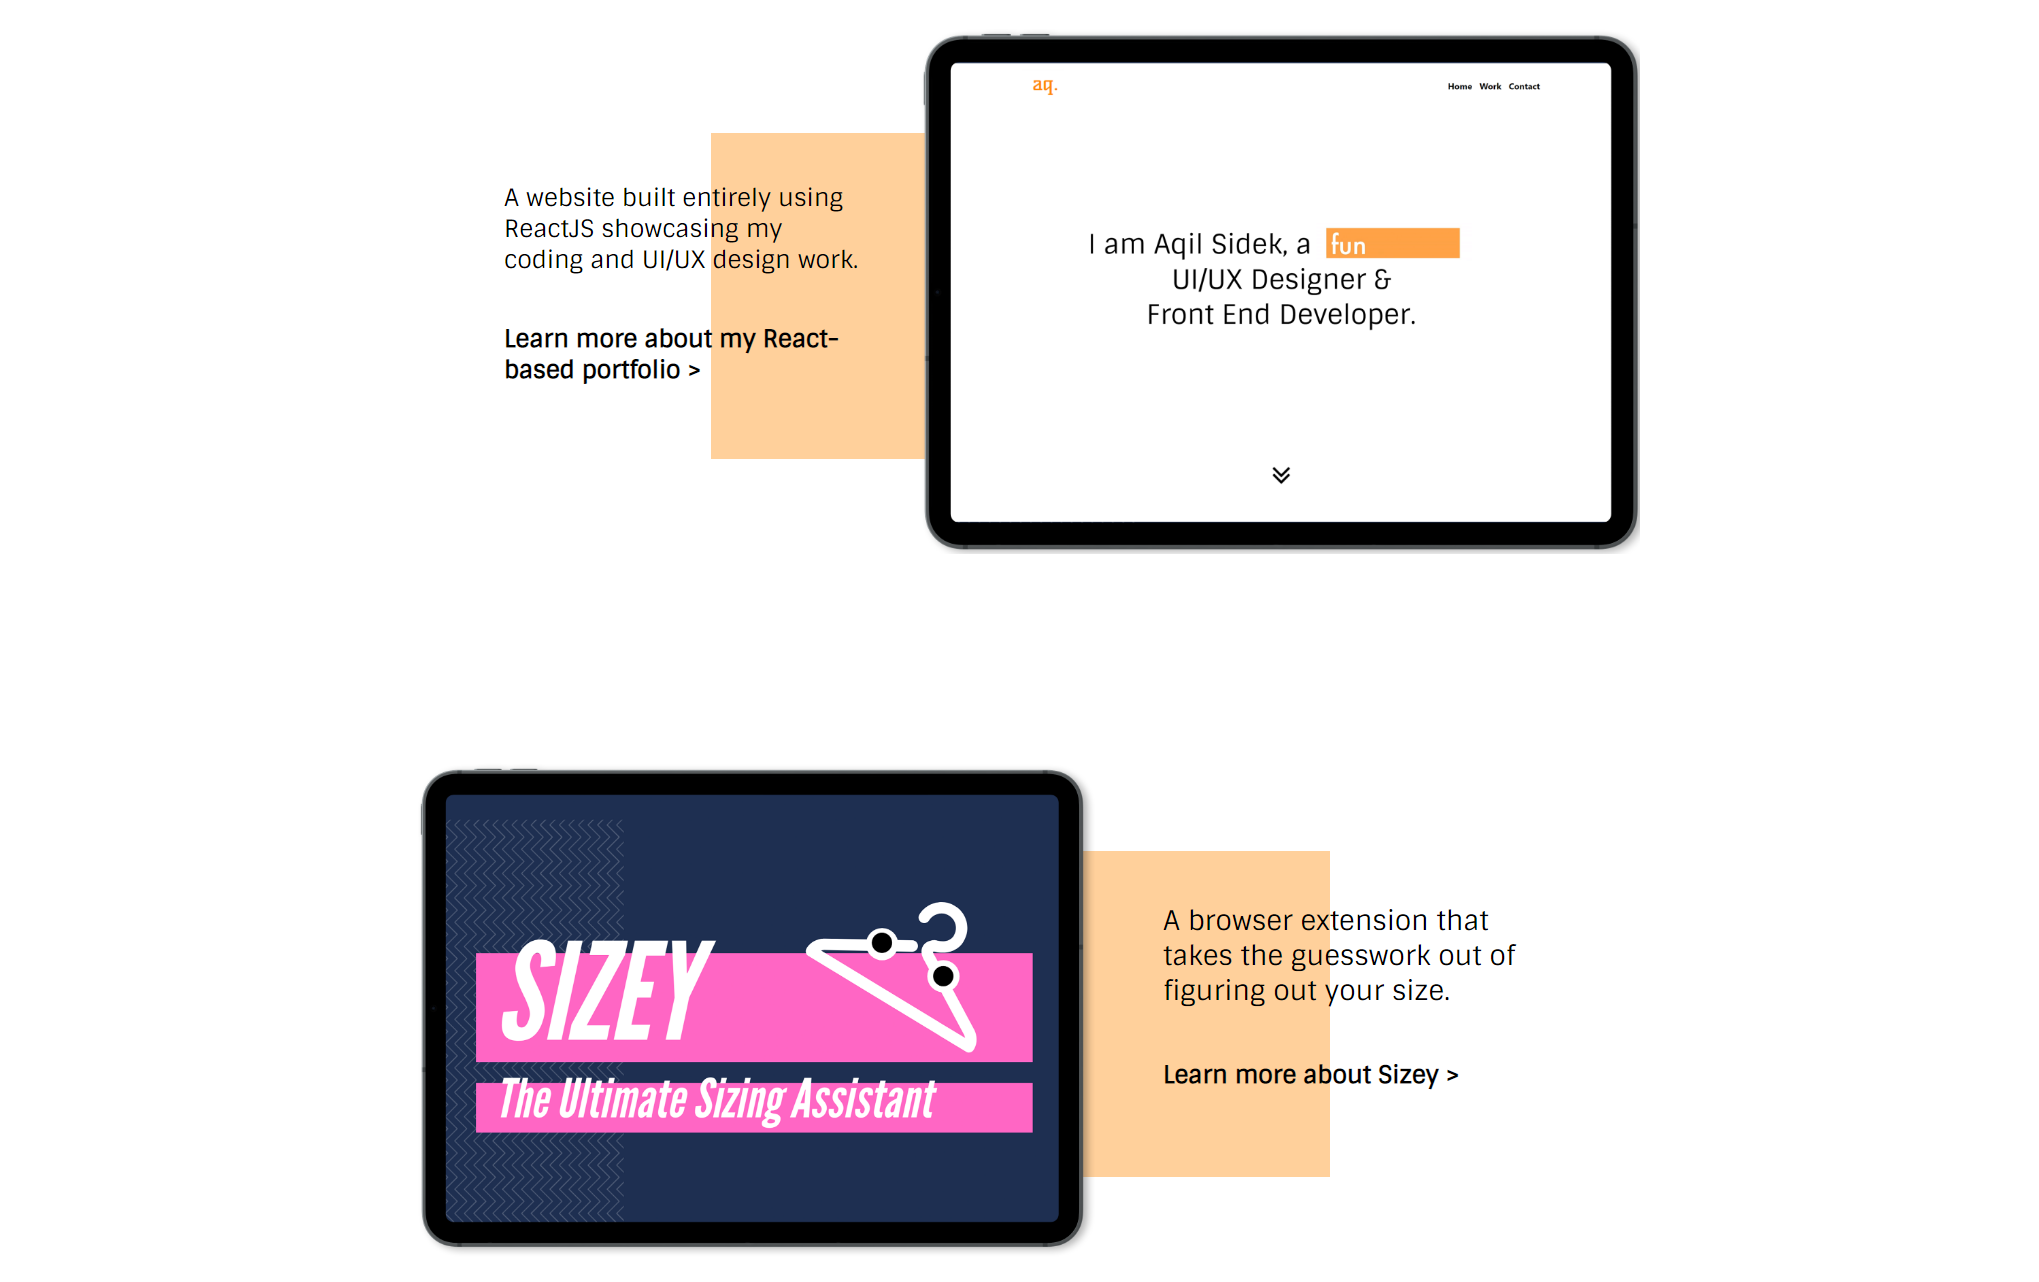 aq.
Home Work Contact
A website built entirely using
ReactJS showcasing my
coding and UI/UX design work.
Learn more about my React-
based portfolio >
I am Aqil Sidek, a fun
UI/UX Designer &
Front End Developer.
SIZEY
The Ultimate Sizing Assistant
A browser extension that
takes the guesswork out of
figuring out your size.
Learn more about Sizey >